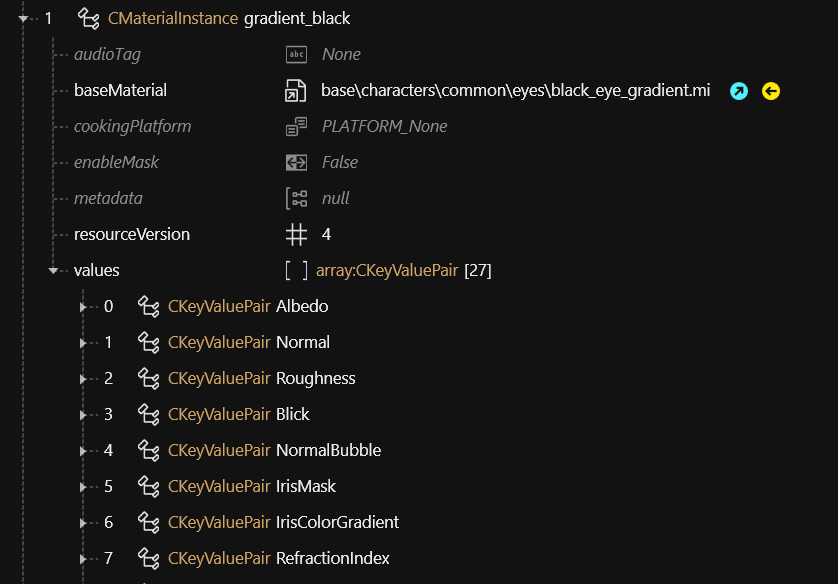 1 CMaterialInstance gradient_black
audioTag abc None
baseMaterial base\characters\common\eyes\black_eye_gradient.mi
cookingPlatform PLATFORM_None
enableMask False
metadata null
resourceVersion 4
values [ ] array:CKeyValuePair [27]
0 CKeyValuePair Albedo
1 CKeyValuePair Normal
2 CKeyValuePair Roughness
3 CKeyValuePair Blick
4 CKeyValuePair NormalBubble
5 CKeyValuePair IrisMask
6 CKeyValuePair IrisColorGradient
7 CKeyValuePair RefractionIndex